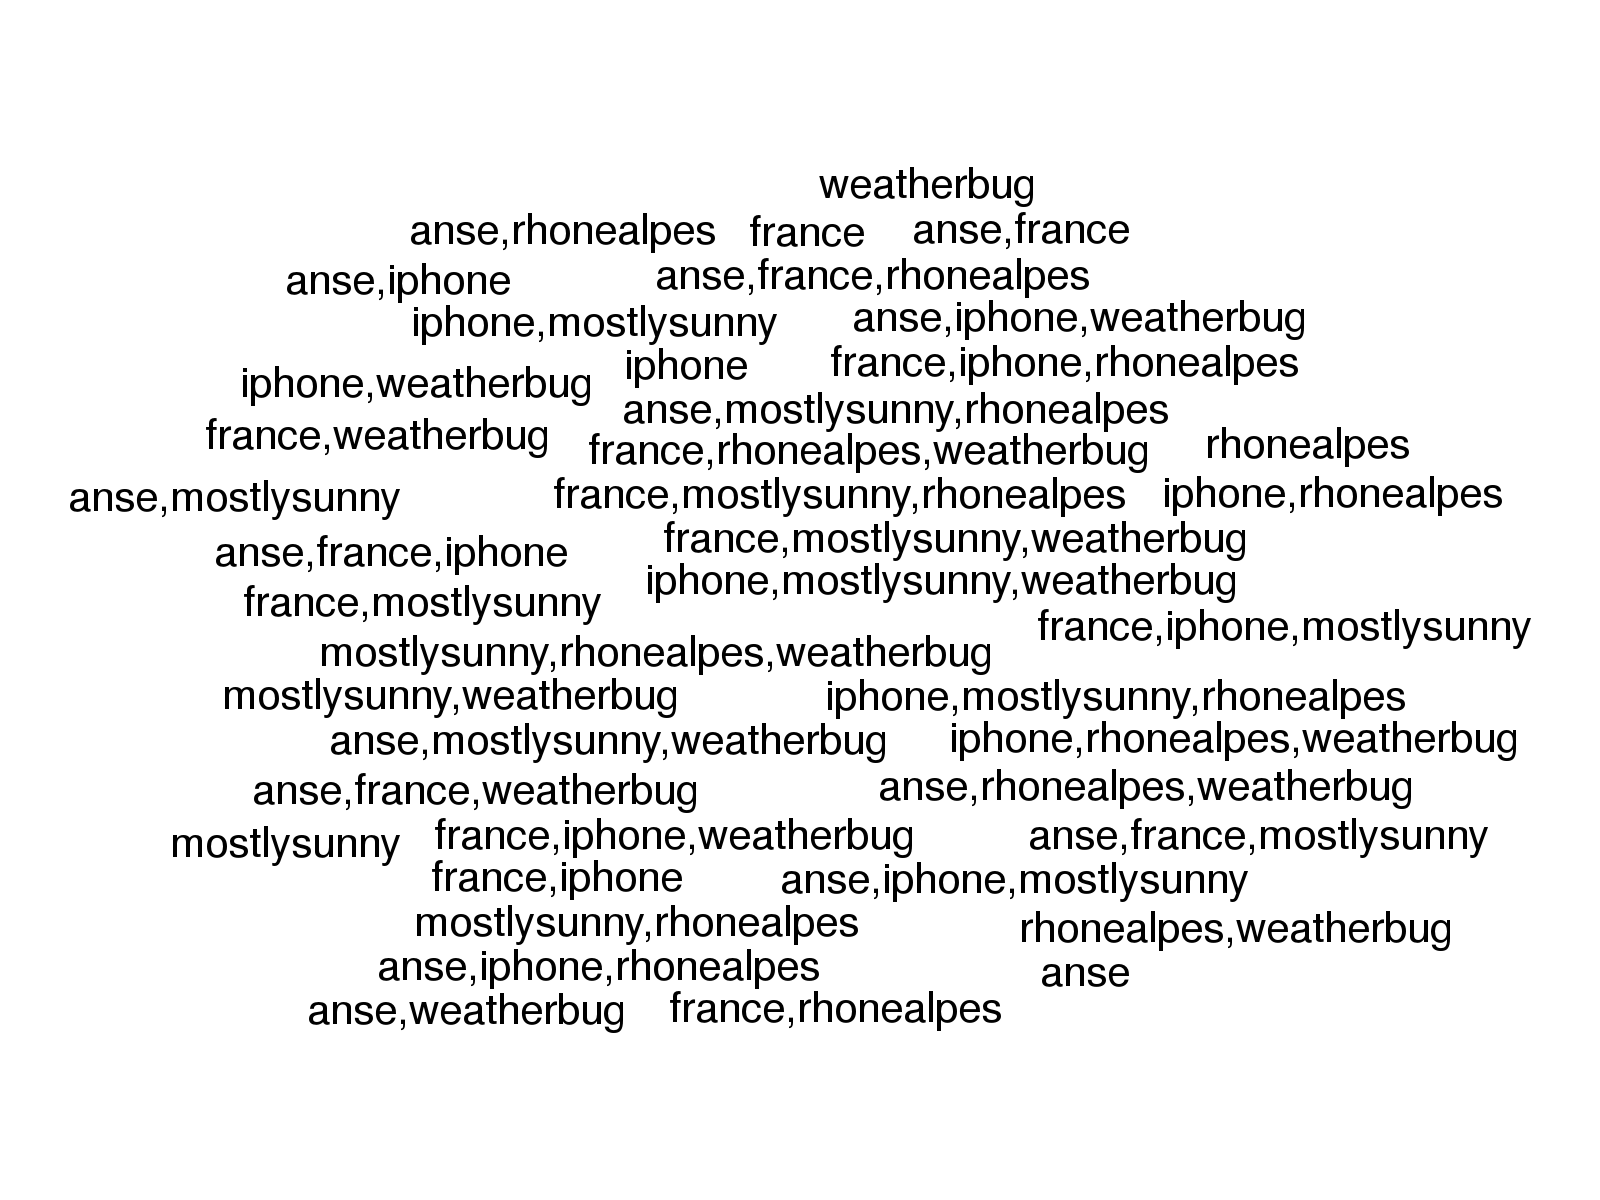 weatherbug
anse,rhonealpes france anse,france
anse,iphone anse,france,rhonealpes
iphone,mostlysunny anse,iphone,weatherbug
iphone,weatherbug iphone france,iphone,rhonealpes
anse,mostlysunny,rhonealpes
france,weatherbug france,rhonealpes,weatherbug rhonealpes
anse,mostlysunny france,mostlysunny,rhonealpes iphone,rhonealpes
anse,france,iphone france,mostlysunny,weatherbug
iphone,mostlysunny,weatherbug
france,mostlysunny france,iphone,mostlysunny
mostlysunny,rhonealpes,weatherbug
mostlysunny,weatherbug iphone,mostlysunny,rhonealpes
anse,mostlysunny,weatherbug iphone,rhonealpes,weatherbug
anse,france,weatherbug anse,rhonealpes,weatherbug
mostlysunny france,iphone,weatherbug anse,france,mostlysunny
france,iphone anse,iphone,mostlysunny
mostlysunny,rhonealpes rhonealpes,weatherbug
anse,iphone,rhonealpes anse
anse,weatherbug france,rhonealpes